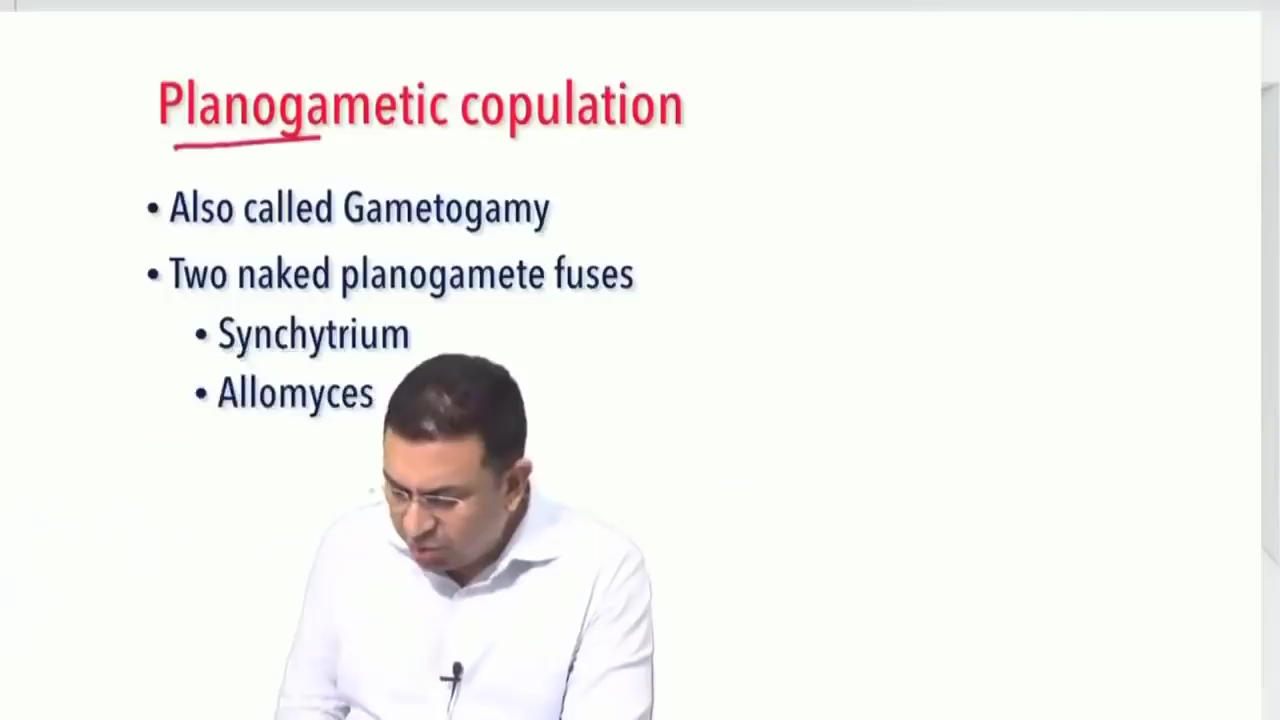 Planogametic copulation
• Also called Gametogamy
• Two naked planogamete fuses
• Synchytrium
• Allomyces